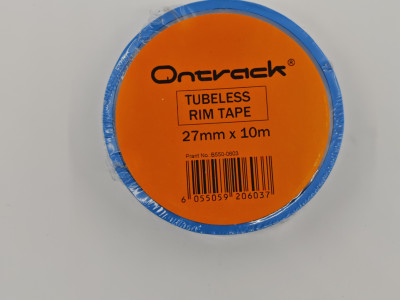 Ontrack®
TUBELESS
RIM TAPE
27mm x 10m
6 055059 206037